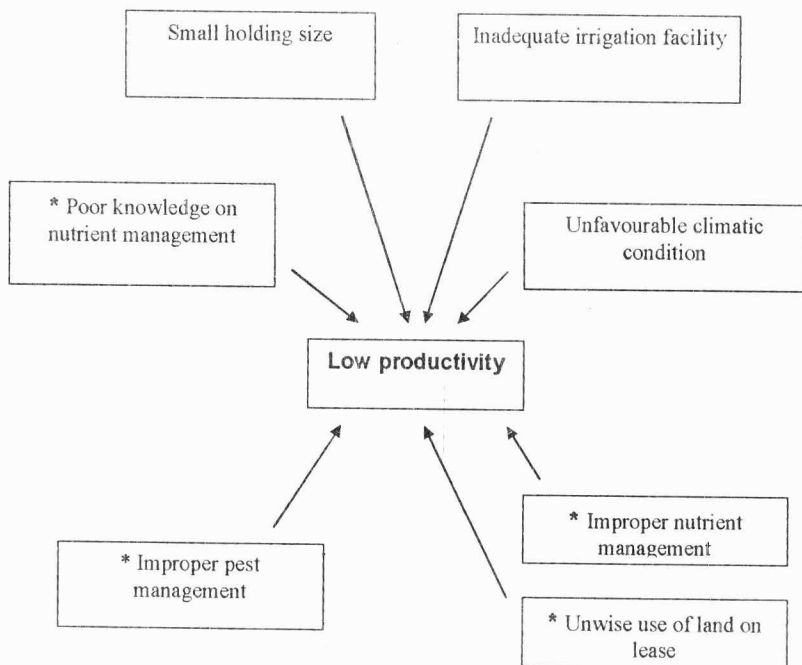 Small holding size
Inadequate irrigation facility
* Poor knowledge on
nutrient management
Unfavourable climatic
condition
Low productivity
* Improper nutrient
management
* Improper pest
management
* Unwise use of land on
lease